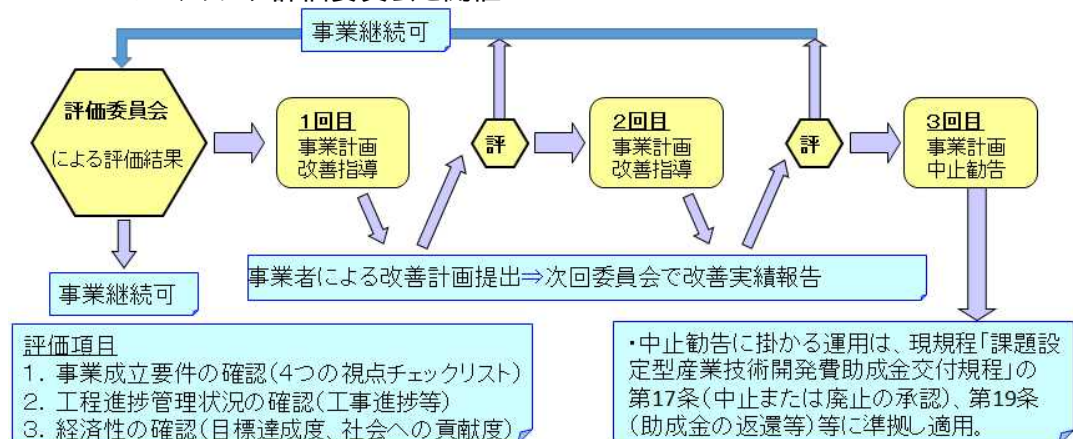 事業継続可
評価委員会
による評価結果
1回目
事業計画
改善指導
評
2回目
事業計画
改善指導
評
3回目
事業計画
中止勧告
事業者による改善計画提出⇒次回委員会で改善実績報告
事業継続可
評価項目
1. 事業成立要件の確認(4つの視点チェックリスト)
2. 工程進捗管理状況の確認(工事進捗等)
3. 経済性の確認(目標達成度、社会への貢献度)
・中止勧告に掛かる運用は、現規程「課題設
定型産業技術開発費助成金交付規程」の
第17条(中止または廃止の承認)、第19条
(助成金の返還等)等に準拠し適用。